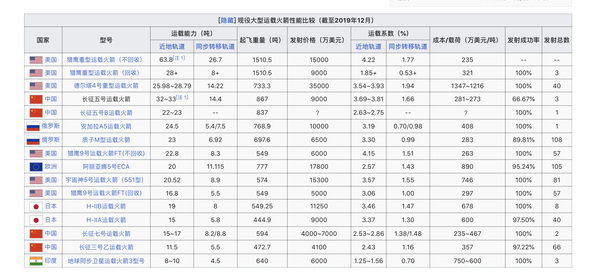 [隐藏] 现役大型运载火箭性能比较（截至2019年12月）
国家 型号 运载能力（吨） 起飞重量（吨） 发射价格（万美元） 运载系数（%） 成本/载荷（万美元/吨） 发射成功率 发射总数
近地轨道 同步转移轨道 近地轨道 同步转移轨道
美国 猎鹰重型运载火箭（不回收） 63.8[注 1] 26.7 1510.5 15000 4.22 1.77 235 -- --
美国 猎鹰重型运载火箭（回收） 28+ 8+ 1510.5 9000 1.85+ 0.53+ 321 100% 3
美国 德尔塔4号重型运载火箭 25.98~28.79 14.22 733.3 35000 3.54~3.93 1.94 1347~1216 100%
中国 长征五号运载火箭 32~33[注 1] 14.4 867 9000 3.69~3.81 1.66 281~273 66.67% 3
中国 长征五号B运载火箭 22~23 -- 837 ? 2.63~2.75 -- ? -- --
俄罗斯 安加拉A5运载火箭 24.5 5.4/7.5 768.9 10000 3.19 0.70/0.98 408 100% 1
俄罗斯 质子M型运载火箭 23 6.92 697.6 6500 3.30 0.99 283 89.81% 108
美国 猎鹰9号运载火箭FT(不回收) 22.8 8.3 549 6000 4.15 1.51 263 100% 57
欧洲 阿丽亚娜5号ECA 20 11.115 777 17800 2.57 1.43 890 95.24% 105
美国 宇宙神5号运载火箭（551型） 20.52 8.9 574 15300 3.57 1.55 746 100% 81
美国 猎鹰9号运载火箭FT(回收) 16.8 5.5 549 5000 3.06 1.00 297 100% 57
日本 H-IIB运载火箭 19 8 549.25 11250 3.46 1.47 678 100% 8
日本 H-IIA运载火箭 15 5.8 444.9 9000 3.37 1.30 600 97.50% 40
中国 长征七号运载火箭 15~17 8.2/8.8 594 4000~7000 2.53~2.86 1.38/1.48 235~467 100% 2
中国 长征三号乙运载火箭 11.5 5.5 472.7 4100 2.43 1.16 357 97.22% 66
印度 地球同步卫星运载火箭3型号 8~10 4.5 640 6000 1.25~1.56 0.70 750~600 100% 3